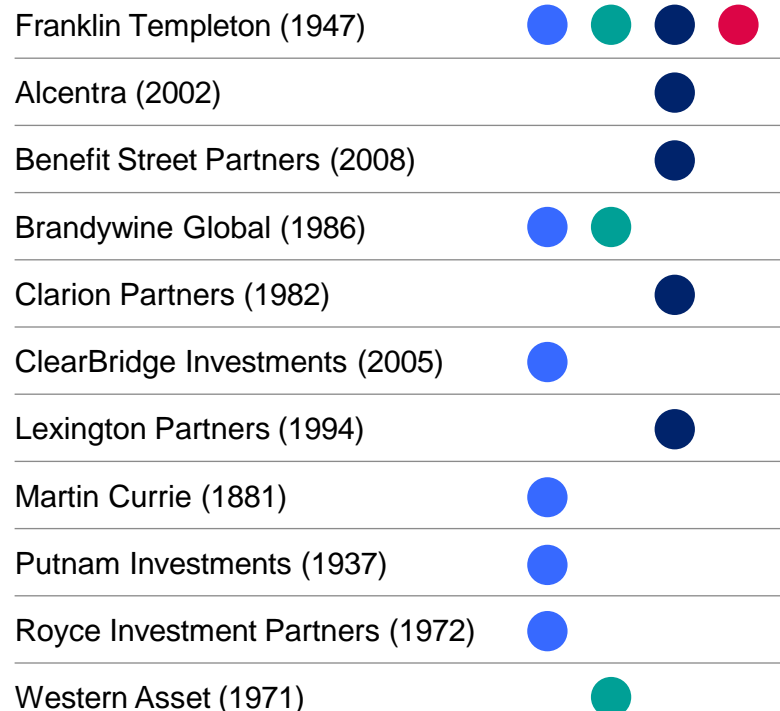 Franklin Templeton (1947)
Alcentra (2002)
Benefit Street Partners (2008)
Brandywine Global (1986)
Clarion Partners (1982)
ClearBridge Investments (2005)
Lexington Partners (1994)
Martin Currie (1881)
Putnam Investments (1937)
Royce Investment Partners (1972)
Western Asset (1971)